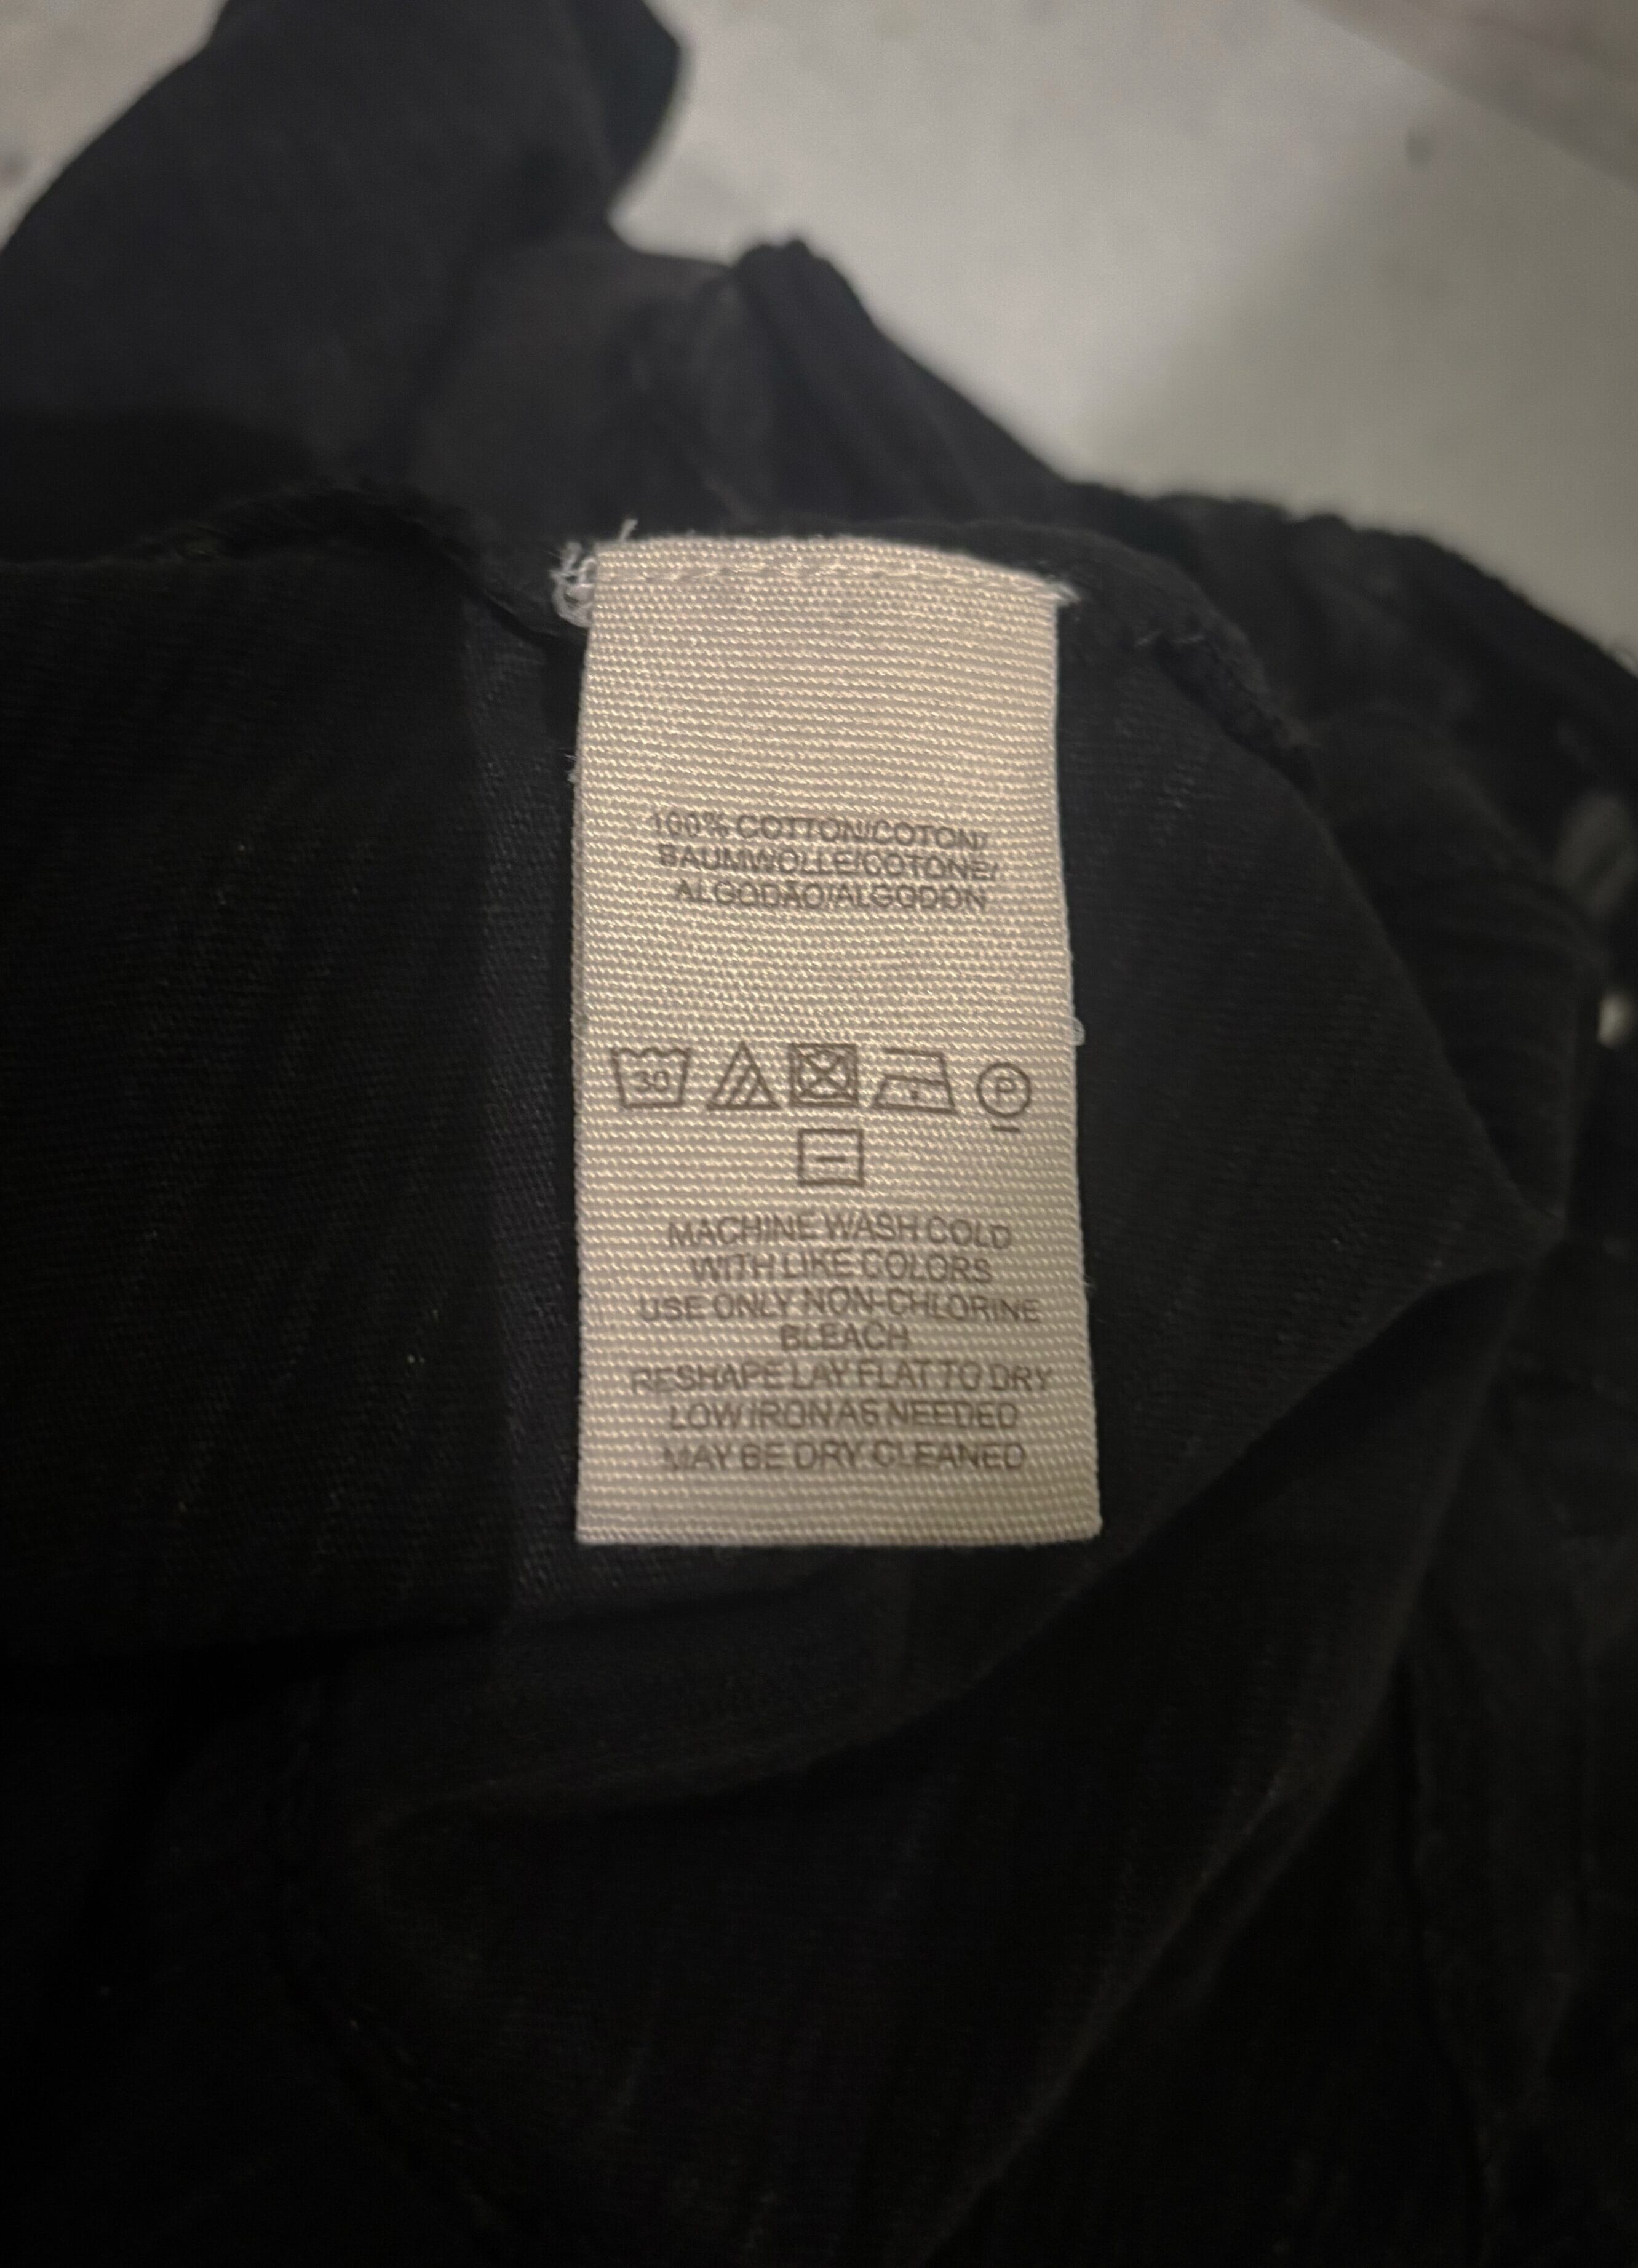 100% COTTON/COTON/
BAUMWOLLE/COTONE/
ALGODÃO/ALGODÓN
30 P
MACHINE WASH COLD
WITH LIKE COLORS
USE ONLY NON-CHLORINE
BLEACH
RESHAPE LAY FLAT TO DRY
LOW IRON AS NEEDED
MAY BE DRY CLEANED